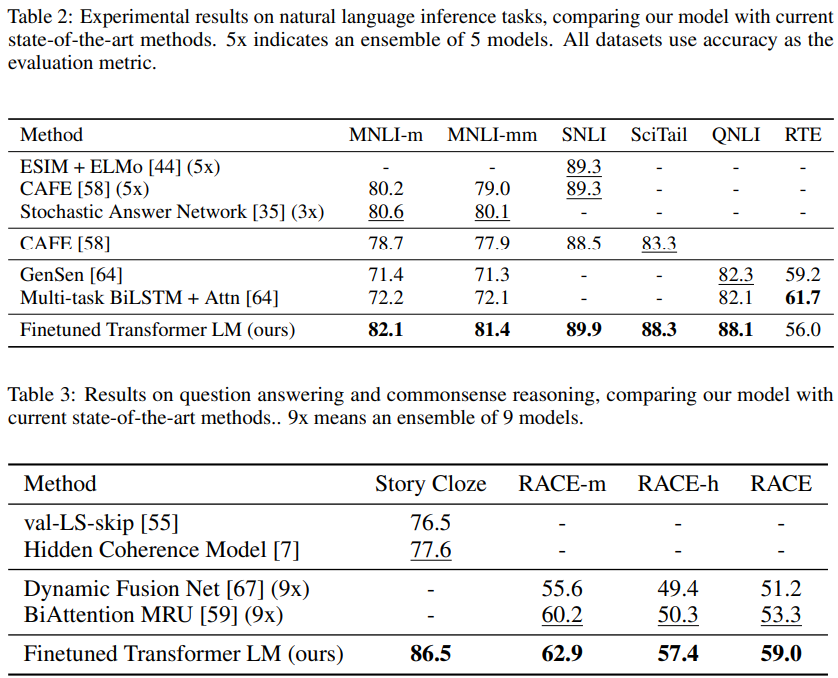 Table 2: Experimental results on natural language inference tasks, comparing our model with current
state-of-the-art methods. 5x indicates an ensemble of 5 models. All datasets use accuracy as the
evaluation metric.
Method MNLI-m MNLI-mm SNLI SciTail QNLI RTE
ESIM + ELMo [44] (5x) - - 89.3 - - -
CAFE [58] (5x) 80.2 79.0 89.3 - - -
Stochastic Answer Network [35] (3x) 80.6 80.1 - - - -
CAFE [58] 78.7 77.9 88.5 83.3
GenSen [64] 71.4 71.3 - - 82.3 59.2
Multi-task BiLSTM + Attn [64] 72.2 72.1 - - 82.1 61.7
Finetuned Transformer LM (ours) 82.1 81.4 89.9 88.3 88.1 56.0
Table 3: Results on question answering and commonsense reasoning, comparing our model with
current state-of-the-art methods.. 9x means an ensemble of 9 models.
Method Story Cloze RACE-m RACE-h RACE
val-LS-skip [55] 76.5 - - -
Hidden Coherence Model [7] 77.6 - - -
Dynamic Fusion Net [67] (9x) - 55.6 49.4 51.2
BiAttention MRU [59] (9x) - 60.2 50.3 53.3
Finetuned Transformer LM (ours) 86.5 62.9 57.4 59.0